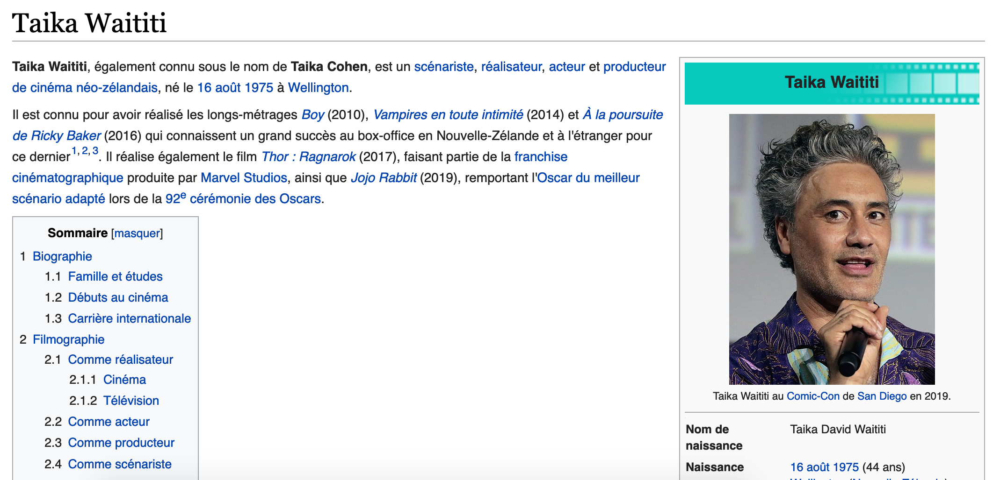 Taika Waititi
Taika Waititi, également connu sous le nom de Taika Cohen, est un scénariste, réalisateur, acteur et producteur
de cinéma néo-zélandais, né le 16 août 1975 à Wellington.
Il est connu pour avoir réalisé les longs-métrages Boy (2010), Vampires en toute intimité (2014) et À la poursuite
de Ricky Baker (2016) qui connaissent un grand succès au box-office en Nouvelle-Zélande et à l'étranger pour
ce dernier1, 2, 3. Il réalise également le film Thor : Ragnarok (2017), faisant partie de la franchise
cinématographique produite par Marvel Studios, ainsi que Jojo Rabbit (2019), remportant l'Oscar du meilleur
scénario adapté lors de la 92e cérémonie des Oscars.
Sommaire [masquer]
1 Biographie
1.1 Famille et études
1.2 Débuts au cinéma
1.3 Carrière internationale
2 Filmographie
2.1 Comme réalisateur
2.1.1 Cinéma
2.1.2 Télévision
2.2 Comme acteur
2.3 Comme producteur
2.4 Comme scénariste
Taika Waititi
Taika Waititi au Comic-Con de San Diego en 2019.
Nom de naissance Taika David Waititi
Naissance 16 août 1975 (44 ans)